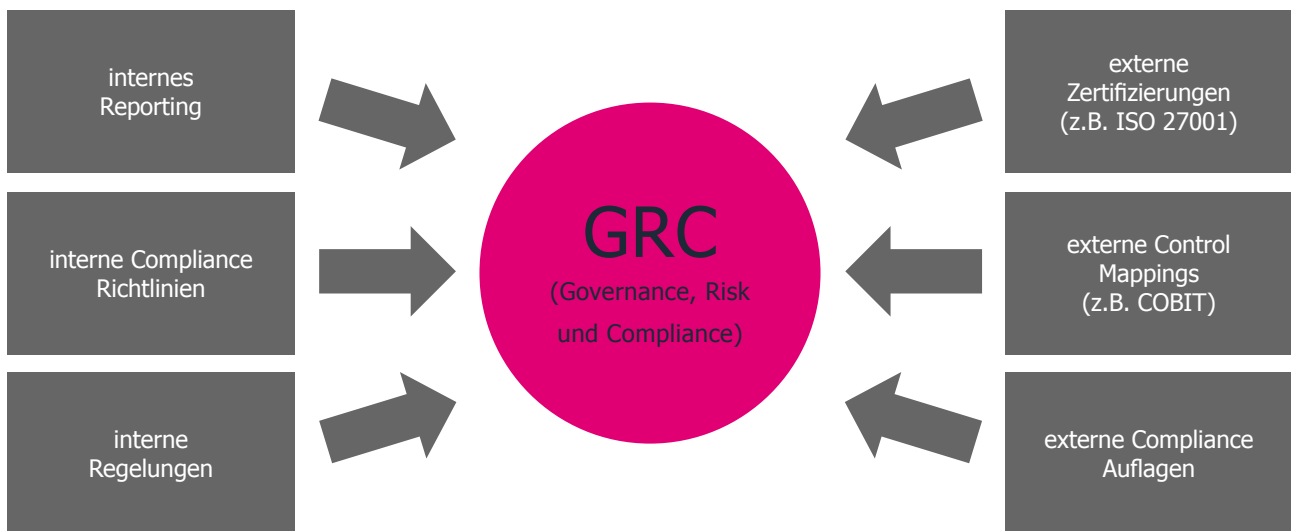 internes
Reporting
interne Compliance
Richtlinien
interne
Regelungen
GRC
(Governance, Risk
und Compliance)
externe
Zertifizierungen
(z.B. ISO 27001)
externe Control
Mappings
(z.B. COBIT)
externe Compliance
Auflagen